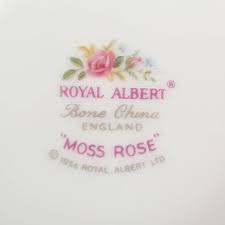 ROYAL ALBERT®
Bone China
ENGLAND
"MOSS ROSE"
© 1956 ROYAL ALBERT LTD